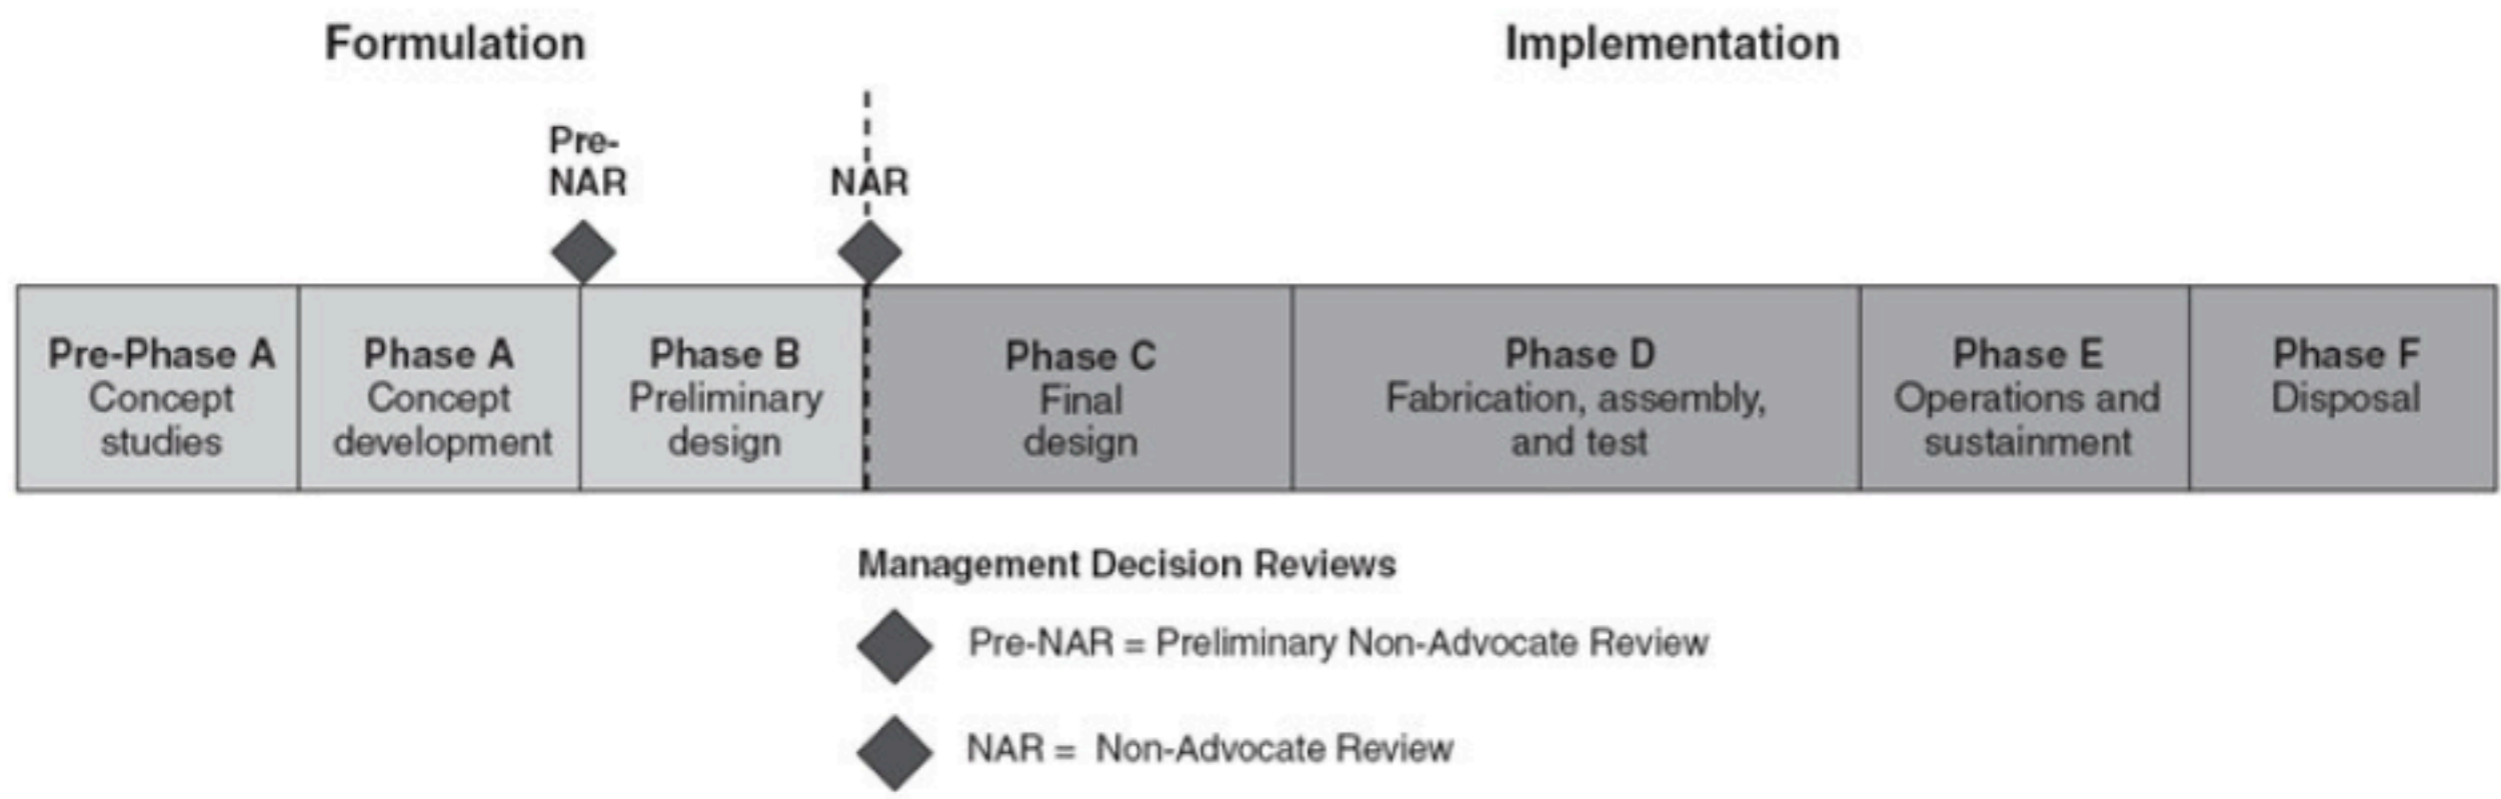 Formulation
Implementation
Pre-
NAR
NAR
Pre-Phase A
Concept
studies
Phase A
Concept
development
Phase B
Preliminary
design
Phase C
Final
design
Phase D
Fabrication, assembly,
and test
Phase E
Operations and
sustainment
Phase F
Disposal
Management Decision Reviews
Pre-NAR = Preliminary Non-Advocate Review
NAR = Non-Advocate Review